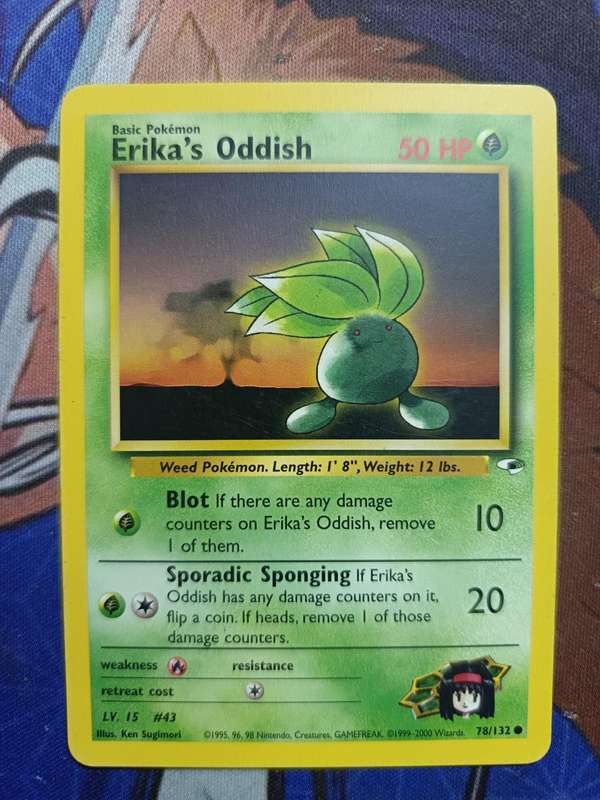 Basic Pokémon
Erika's Oddish 50 HP
Weed Pokémon. Length: 1' 8", Weight: 12 lbs.
Blot If there are any damage
counters on Erika's Oddish, remove
1 of them.
10
Sporadic Sponging If Erika's
Oddish has any damage counters on it,
flip a coin. If heads, remove 1 of those
damage counters.
20
weakness resistance
retreat cost
LV. 15 #43
Illus. Ken Sugimori ©1995, 96, 98 Nintendo, Creatures, GAMEFREAK. ©1999-2000 Wizards. 78/132